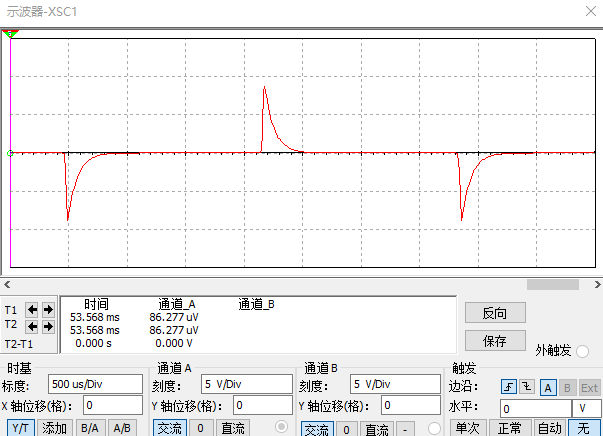 示波器-XSC1
时间 通道_A 通道_B
T1 53.568 ms 86.277 uV
T2 53.568 ms 86.277 uV
T2-T1 0.000 s 0.000 V
反向
保存
外触发
时基 通道 A 通道 B 触发
标度: 500 us/Div 刻度: 5 V/Div 刻度: 5 V/Div 边沿: A B Ext
X 轴位移(格): 0 Y 轴位移(格): 0 Y 轴位移(格): 0 水平: 0 V
Y/T 添加 B/A A/B 交流 0 直流 交流 0 直流 - 单次 正常 自动 无